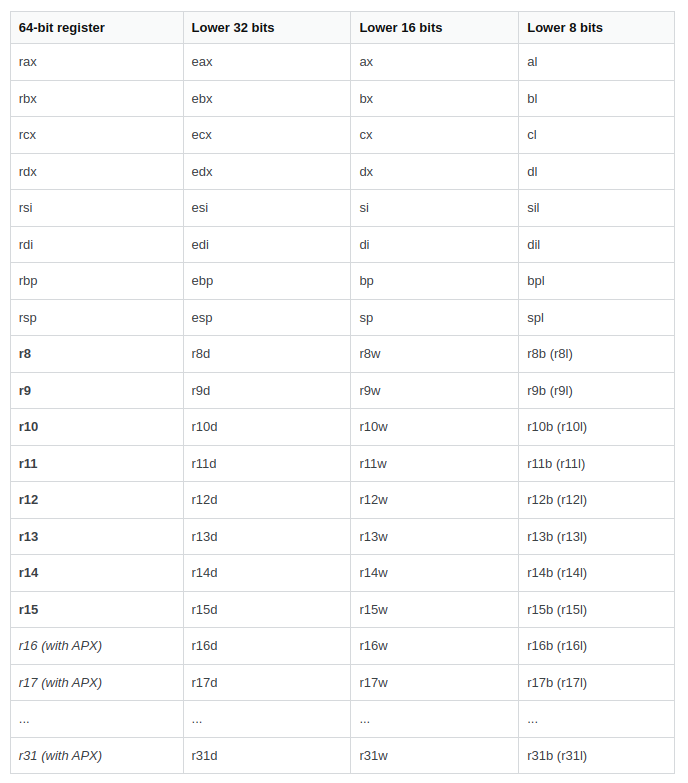 64-bit register Lower 32 bits Lower 16 bits Lower 8 bits
rax eax ax al
rbx ebx bx bl
rcx ecx cx cl
rdx edx dx dl
rsi esi si sil
rdi edi di dil
rbp ebp bp bpl
rsp esp sp spl
r8 r8d r8w r8b (r8l)
r9 r9d r9w r9b (r9l)
r10 r10d r10w r10b (r10l)
r11 r11d r11w r11b (r11l)
r12 r12d r12w r12b (r12l)
r13 r13d r13w r13b (r13l)
r14 r14d r14w r14b (r14l)
r15 r15d r15w r15b (r15l)
r16 (with APX) r16d r16w r16b (r16l)
r17 (with APX) r17d r17w r17b (r17l)
... ... ... ...
r31 (with APX) r31d r31w r31b (r31l)